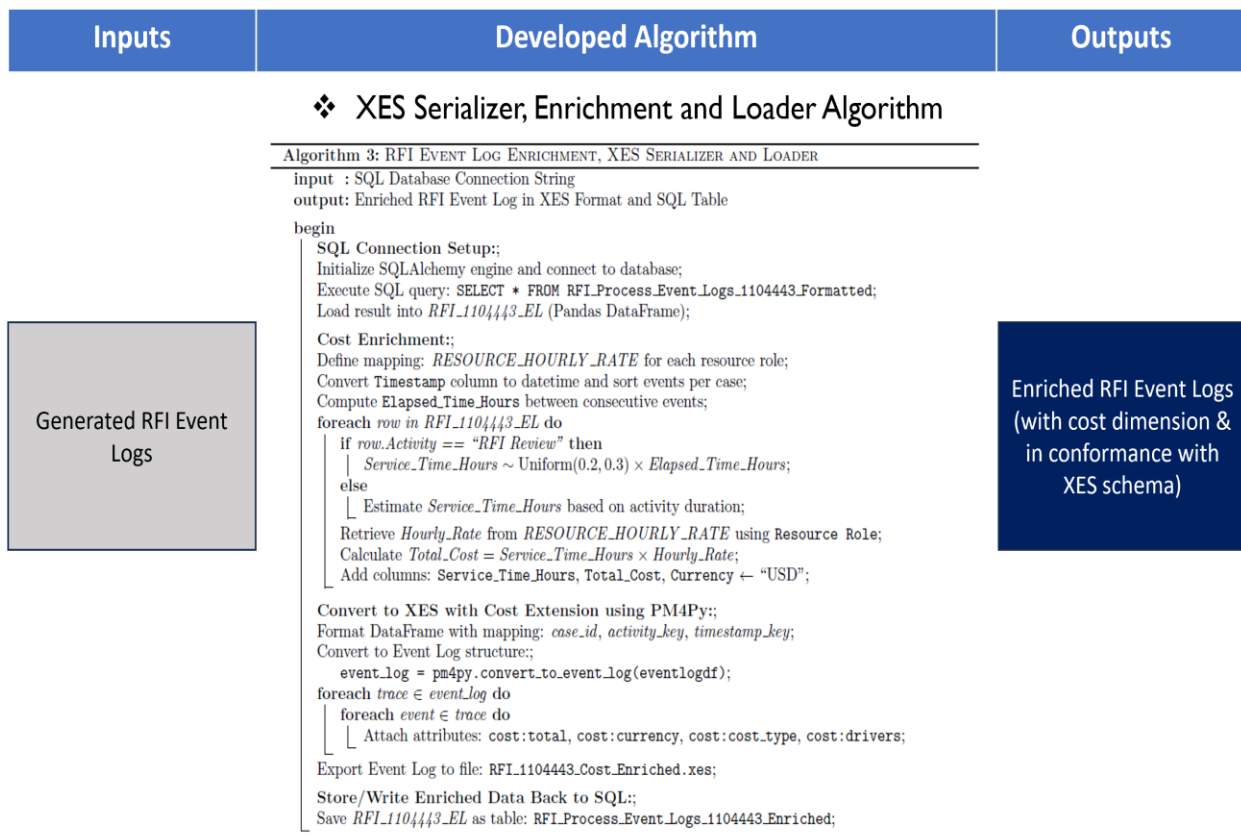 Inputs
Developed Algorithm
Outputs
❖ XES Serializer, Enrichment and Loader Algorithm
Algorithm 3: RFI Event Log Enrichment, XES Serializer and Loader
input : SQL Database Connection String
output: Enriched RFI Event Log in XES Format and SQL Table
begin
SQL Connection Setup:;
Initialize SQLAlchemy engine and connect to database;
Execute SQL query: SELECT * FROM RFI_Process_Event_Logs_1104443_Formatted;
Load result into RFI_1104443_EL (Pandas DataFrame);
Cost Enrichment:;
Define mapping: RESOURCE_HOURLY_RATE for each resource role;
Convert Timestamp column to datetime and sort events per case;
Compute Elapsed_Time_Hours between consecutive events;
foreach row in RFI_1104443_EL do
if row.Activity == “RFI Review” then
Service_Time_Hours ∼ Uniform(0.2, 0.3) × Elapsed_Time_Hours;
else
Estimate Service_Time_Hours based on activity duration;
Retrieve Hourly_Rate from RESOURCE_HOURLY_RATE using Resource Role;
Calculate Total_Cost = Service_Time_Hours × Hourly_Rate;
Add columns: Service_Time_Hours, Total_Cost, Currency ← “USD”;
Convert to XES with Cost Extension using PM4Py:;
Format DataFrame with mapping: case_id, activity_key, timestamp_key;
Convert to Event Log structure:;
event_log = pm4py.convert_to_event_log(eventlogdf);
foreach trace ∈ event_log do
foreach event ∈ trace do
Attach attributes: cost:total, cost:currency, cost:cost_type, cost:drivers;
Export Event Log to file: RFI_1104443_Cost_Enriched.xes;
Store/Write Enriched Data Back to SQL:;
Save RFI_1104443_EL as table: RFI_Process_Event_Logs_1104443_Enriched;
Generated RFI Event
Logs
Enriched RFI Event Logs
(with cost dimension &
in conformance with
XES schema)